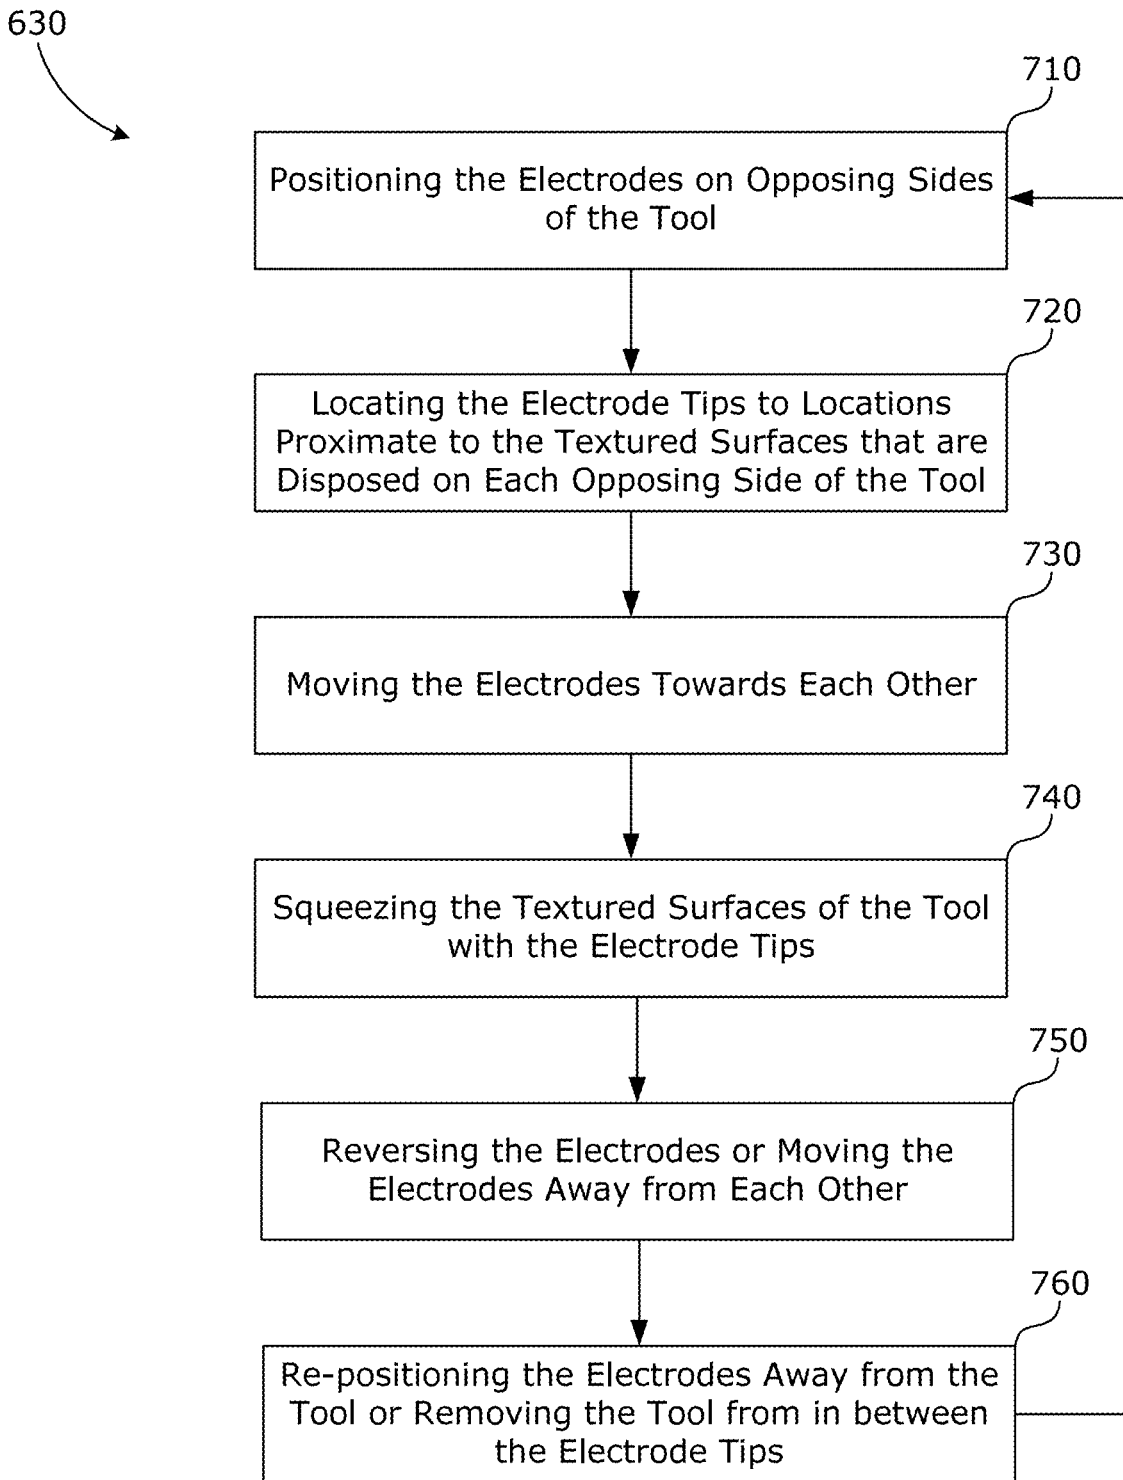 630
710
Positioning the Electrodes on Opposing Sides
of the Tool
720
Locating the Electrode Tips to Locations
Proximate to the Textured Surfaces that are
Disposed on Each Opposing Side of the Tool
730
Moving the Electrodes Towards Each Other
740
Squeezing the Textured Surfaces of the Tool
with the Electrode Tips
750
Reversing the Electrodes or Moving the
Electrodes Away from Each Other
760
Re-positioning the Electrodes Away from the
Tool or Removing the Tool from in between
the Electrode Tips